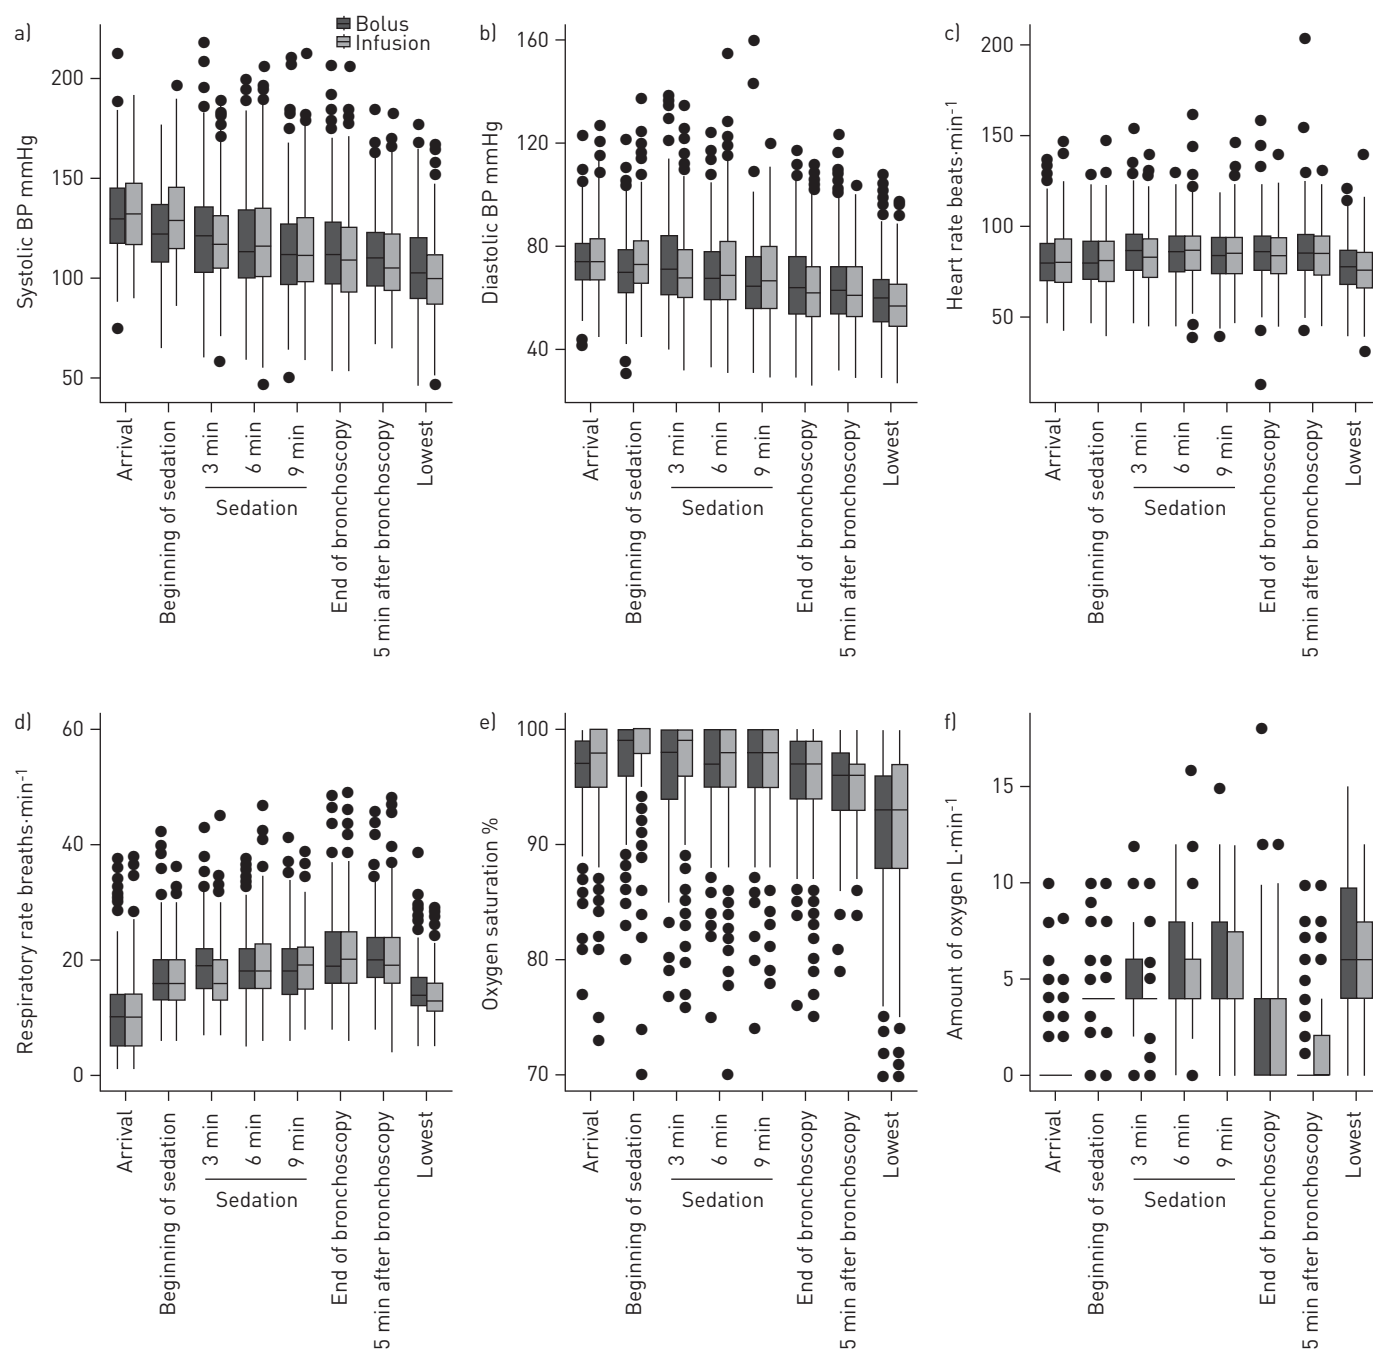 a)
Bolus
Infusion
Systolic BP mmHg
200
150
100
50
Arrival
Beginning of sedation
3 min
6 min
9 min
End of bronchoscopy
5 min after bronchoscopy
Lowest
Sedation
b)
Diastolic BP mmHg
160
120
80
40
Arrival
Beginning of sedation
3 min
6 min
9 min
End of bronchoscopy
5 min after bronchoscopy
Lowest
Sedation
c)
Heart rate beats·min⁻¹
200
150
100
50
Arrival
Beginning of sedation
3 min
6 min
9 min
End of bronchoscopy
5 min after bronchoscopy
Lowest
Sedation
d)
Respiratory rate breaths·min⁻¹
60
40
20
0
Arrival
Beginning of sedation
3 min
6 min
9 min
End of bronchoscopy
5 min after bronchoscopy
Lowest
Sedation
e)
Oxygen saturation %
100
90
80
70
Arrival
Beginning of sedation
3 min
6 min
9 min
End of bronchoscopy
5 min after bronchoscopy
Lowest
Sedation
f)
Amount of oxygen L·min⁻¹
15
10
5
0
Arrival
Beginning of sedation
3 min
6 min
9 min
End of bronchoscopy
5 min after bronchoscopy
Lowest
Sedation